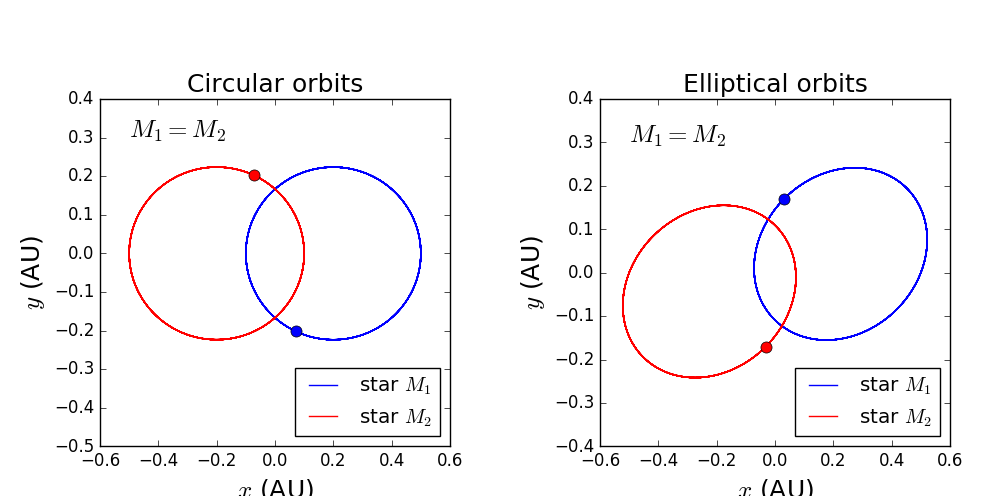 Circular orbits
M₁ = M₂
0.4
0.3
0.2
0.1
0.0
−0.1
−0.2
−0.3
−0.4
−0.5
−0.6 −0.4 −0.2 0.0 0.2 0.4 0.6
y (AU)
x (AU)
star M₁
star M₂
Elliptical orbits
M₁ = M₂
0.4
0.3
0.2
0.1
0.0
−0.1
−0.2
−0.3
−0.4
−0.6 −0.4 −0.2 0.0 0.2 0.4 0.6
y (AU)
x (AU)
star M₁
star M₂